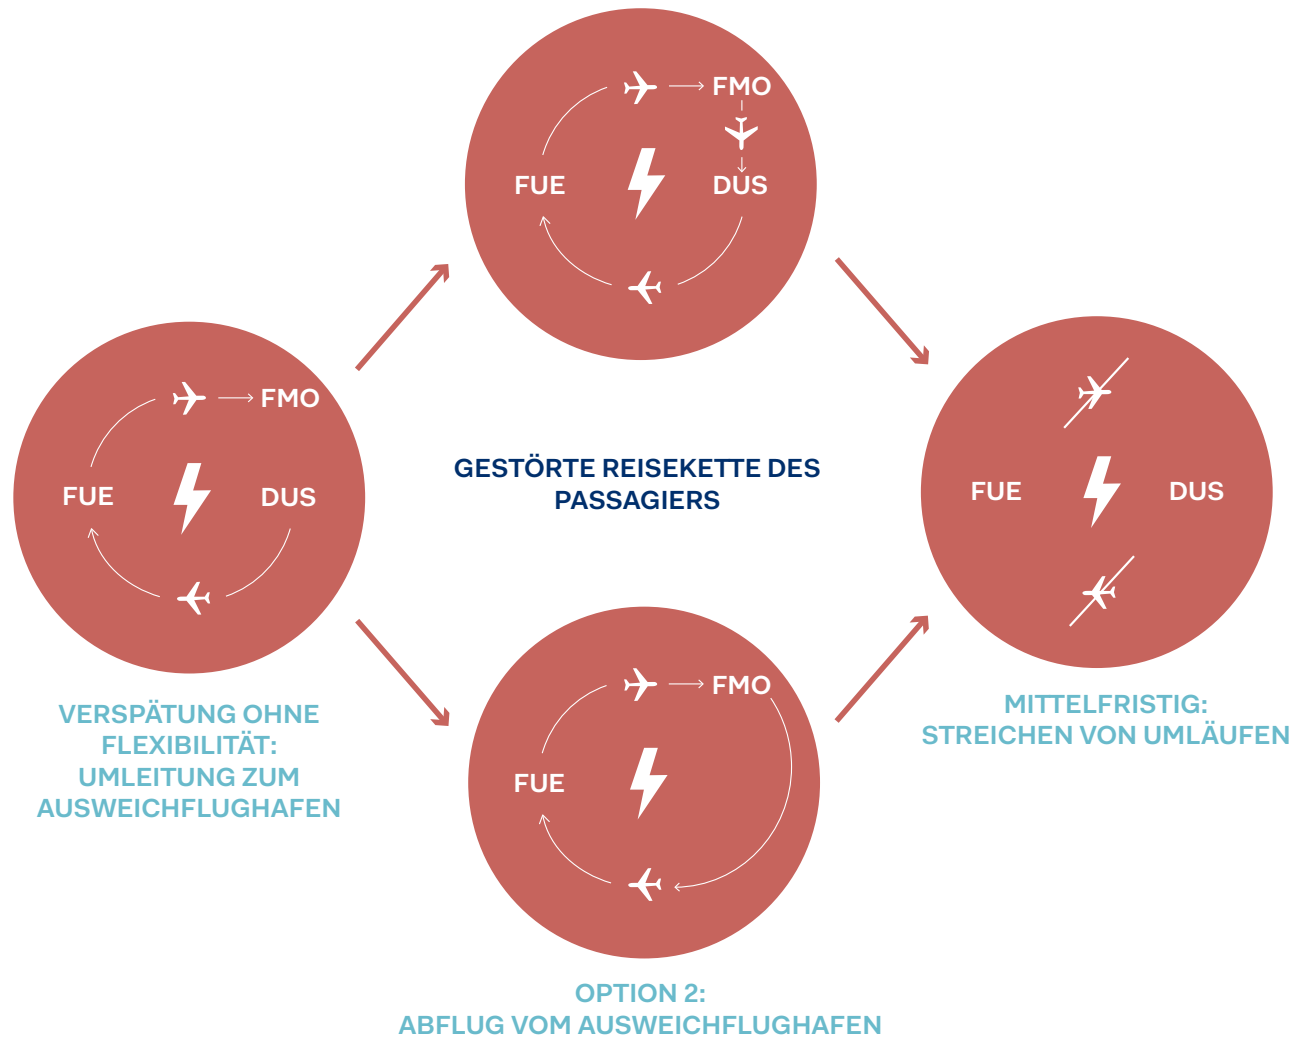 FMO
FUE
DUS
FMO
FUE
DUS
VERSPÄTUNG OHNE
FLEXIBILITÄT:
UMLEITUNG ZUM
AUSWEICHFLUGHAFEN
GESTÖRTE REISEKETTE DES
PASSAGIERS
FMO
FUE
OPTION 2:
ABFLUG VOM AUSWEICHFLUGHAFEN
FUE
DUS
MITTELFRISTIG:
STREICHEN VON UMLÄUFEN